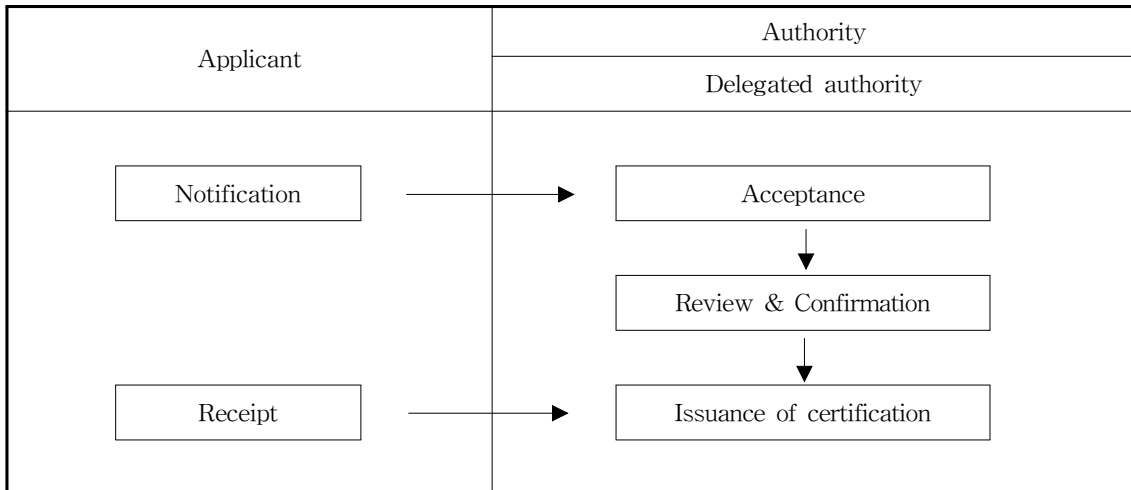 Applicant
Authority
Delegated authority
Notification
Acceptance
Review & Confirmation
Receipt
Issuance of certification